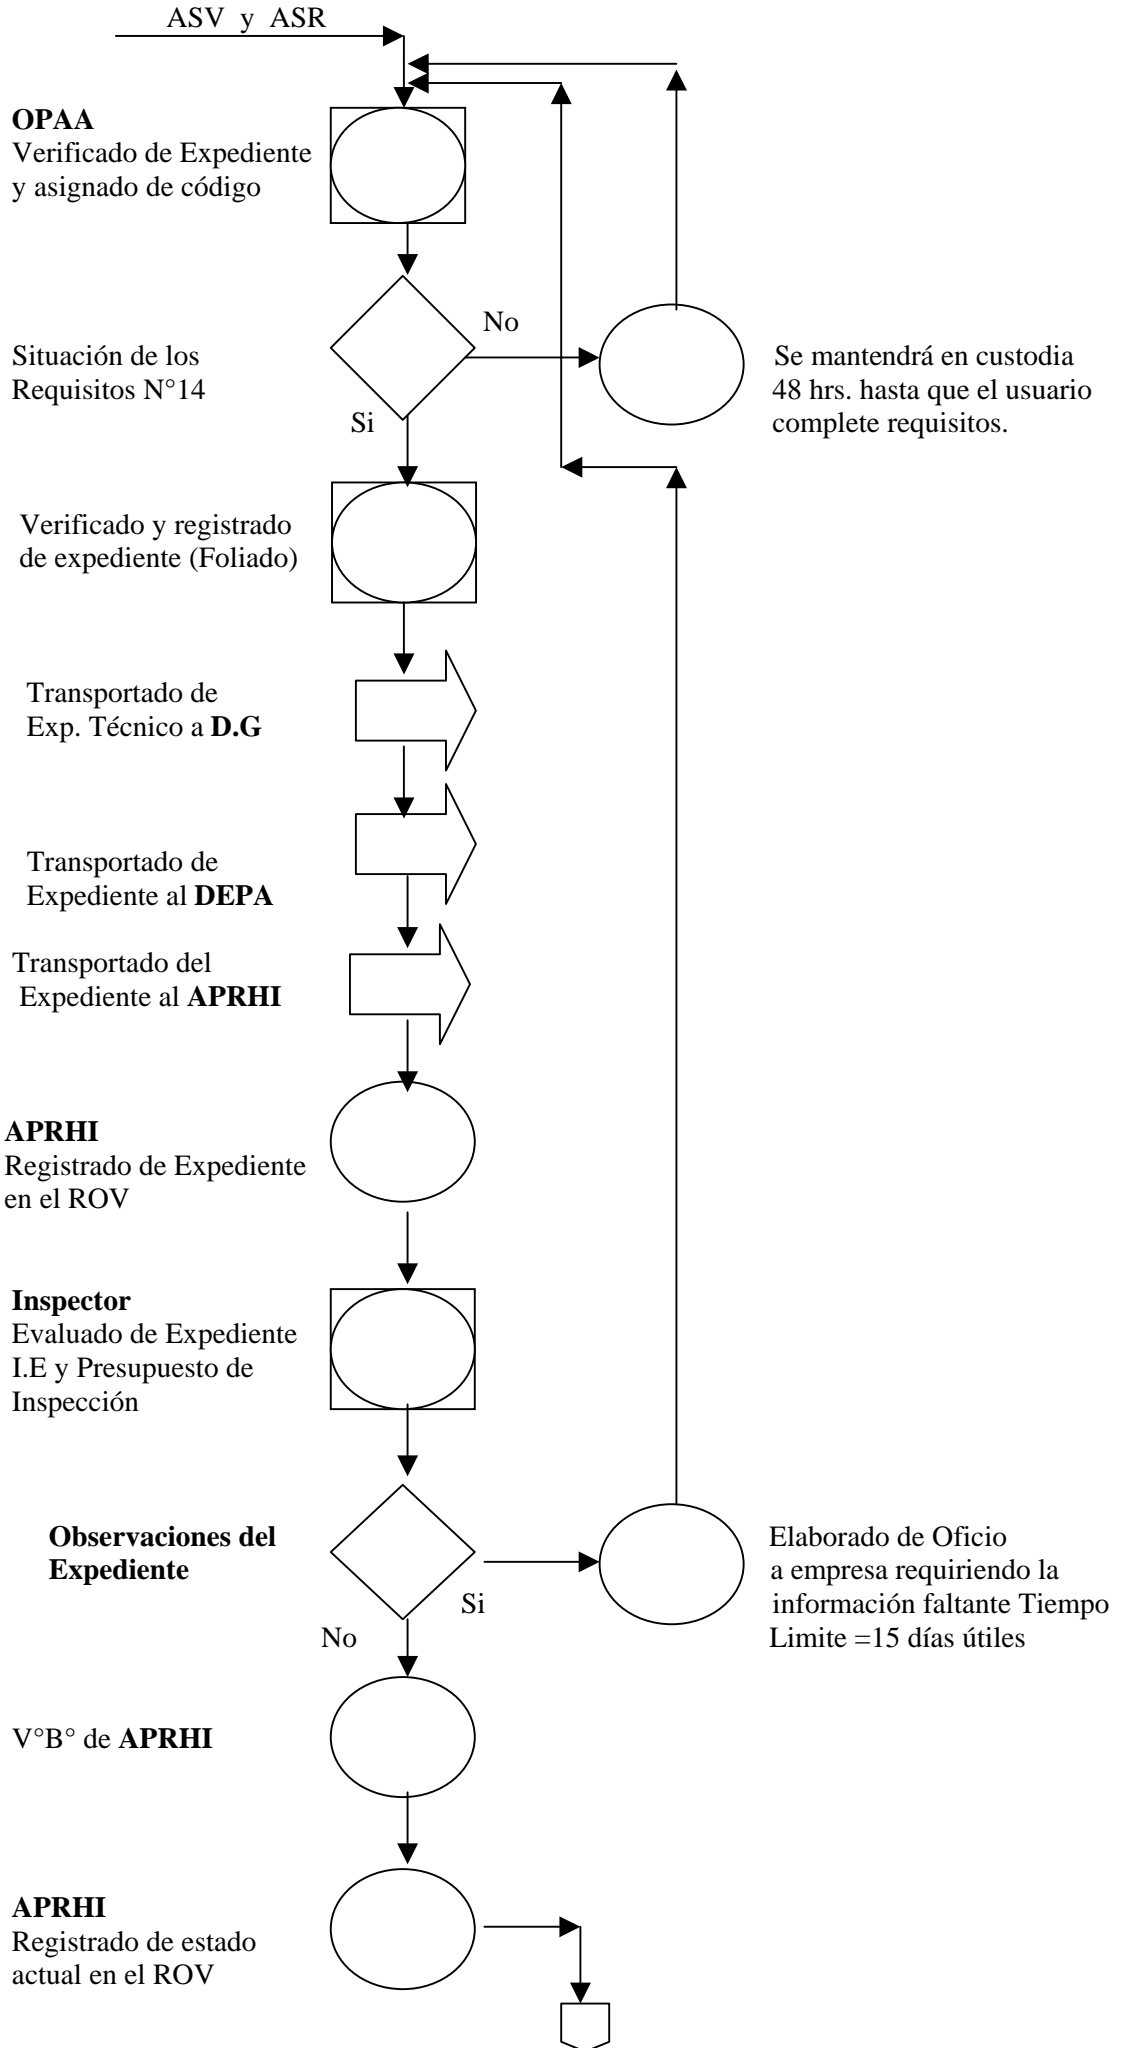 ASV y ASR
OPAA
Verificado de Expediente
y asignado de código
No
Situación de los
Requisitos N°14
Se mantendrá en custodia
48 hrs. hasta que el usuario
complete requisitos.
Si
Verificado y registrado
de expediente (Foliado)
Transportado de
Exp. Técnico a D.G
Transportado de
Expediente al DEPA
Transportado del
Expediente al APRHI
APRHI
Registrado de Expediente
en el ROV
Inspector
Evaluado de Expediente
I.E y Presupuesto de
Inspección
Observaciones del
Expediente
Si
Elaborado de Oficio
a empresa requiriendo la
información faltante Tiempo
Limite =15 días útiles
No
V°B° de APRHI
APRHI
Registrado de estado
actual en el ROV